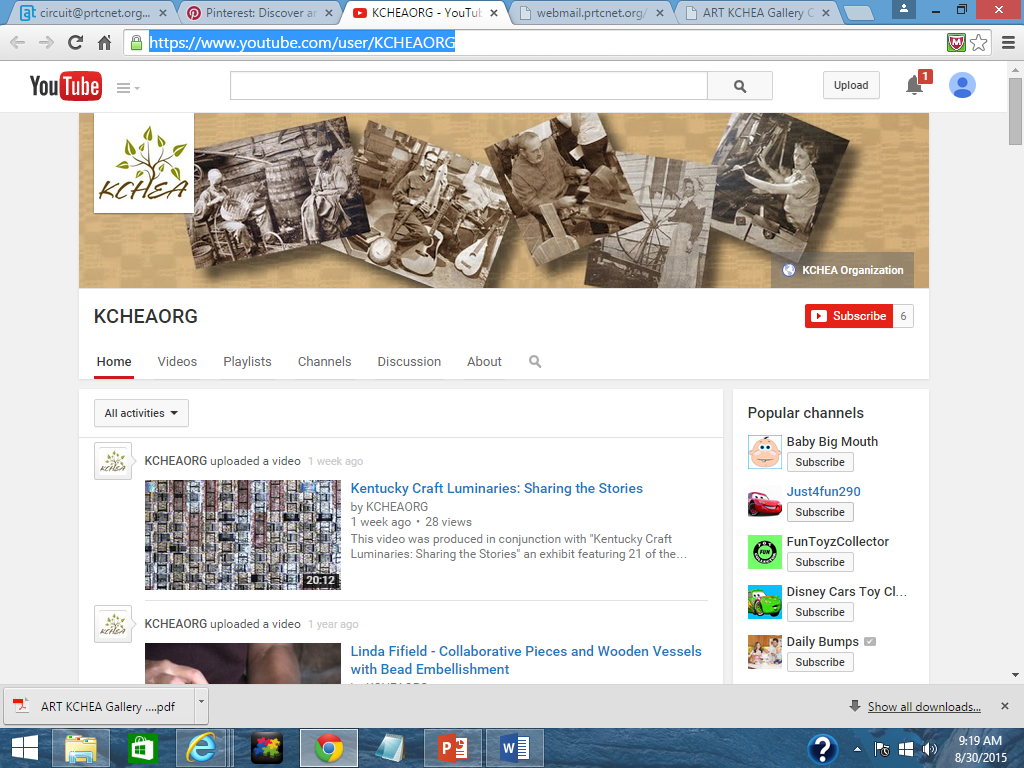 circuit@prtcnet.org...
Pinterest: Discover a
KCHEAORG - YouTu
webmail.prtcnet.org/
ART KCHEA Gallery C
https://www.youtube.com/user/KCHEAORG
YouTube
Upload
1
KCHEA
KCHEA Organization
KCHEAORG
Subscribe 6
Home Videos Playlists Channels Discussion About
All activities
KCHEA
KCHEAORG uploaded a video 1 week ago
20:12
Kentucky Craft Luminaries: Sharing the Stories
by KCHEAORG
1 week ago • 28 views
This video was produced in conjunction with "Kentucky Craft
Luminaries: Sharing the Stories" an exhibit featuring 21 of the...
KCHEA
KCHEAORG uploaded a video 1 year ago
Linda Fifield - Collaborative Pieces and Wooden Vessels
with Bead Embellishment
Popular channels
Baby Big Mouth
Subscribe
Just4fun290
Subscribe
FunToyzCollector
Subscribe
Disney Cars Toy Cl...
Subscribe
Daily Bumps
Subscribe
ART KCHEA Gallery ....pdf
Show all downloads...
9:19 AM
8/30/2015